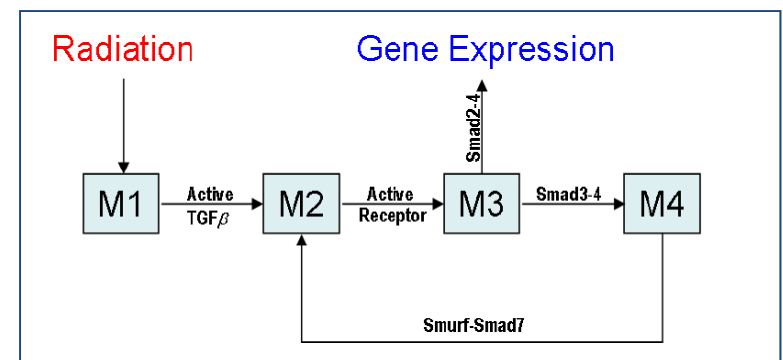 Radiation
Gene Expression
Smad2-4
M1
Active
TGFβ
M2
Active
Receptor
M3
Smad3-4
M4
Smurf-Smad7